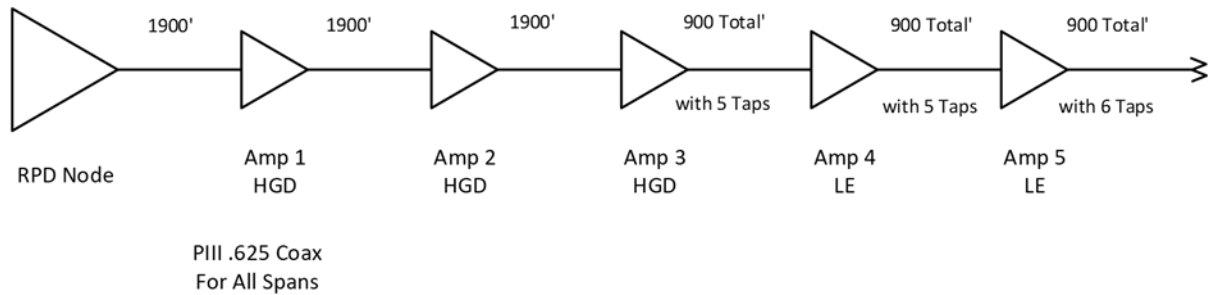 1900'
1900'
1900'
900 Total'
900 Total'
900 Total'
with 5 Taps
with 5 Taps
with 6 Taps
RPD Node
Amp 1
HGD
Amp 2
HGD
Amp 3
HGD
Amp 4
LE
Amp 5
LE
PIII .625 Coax
For All Spans